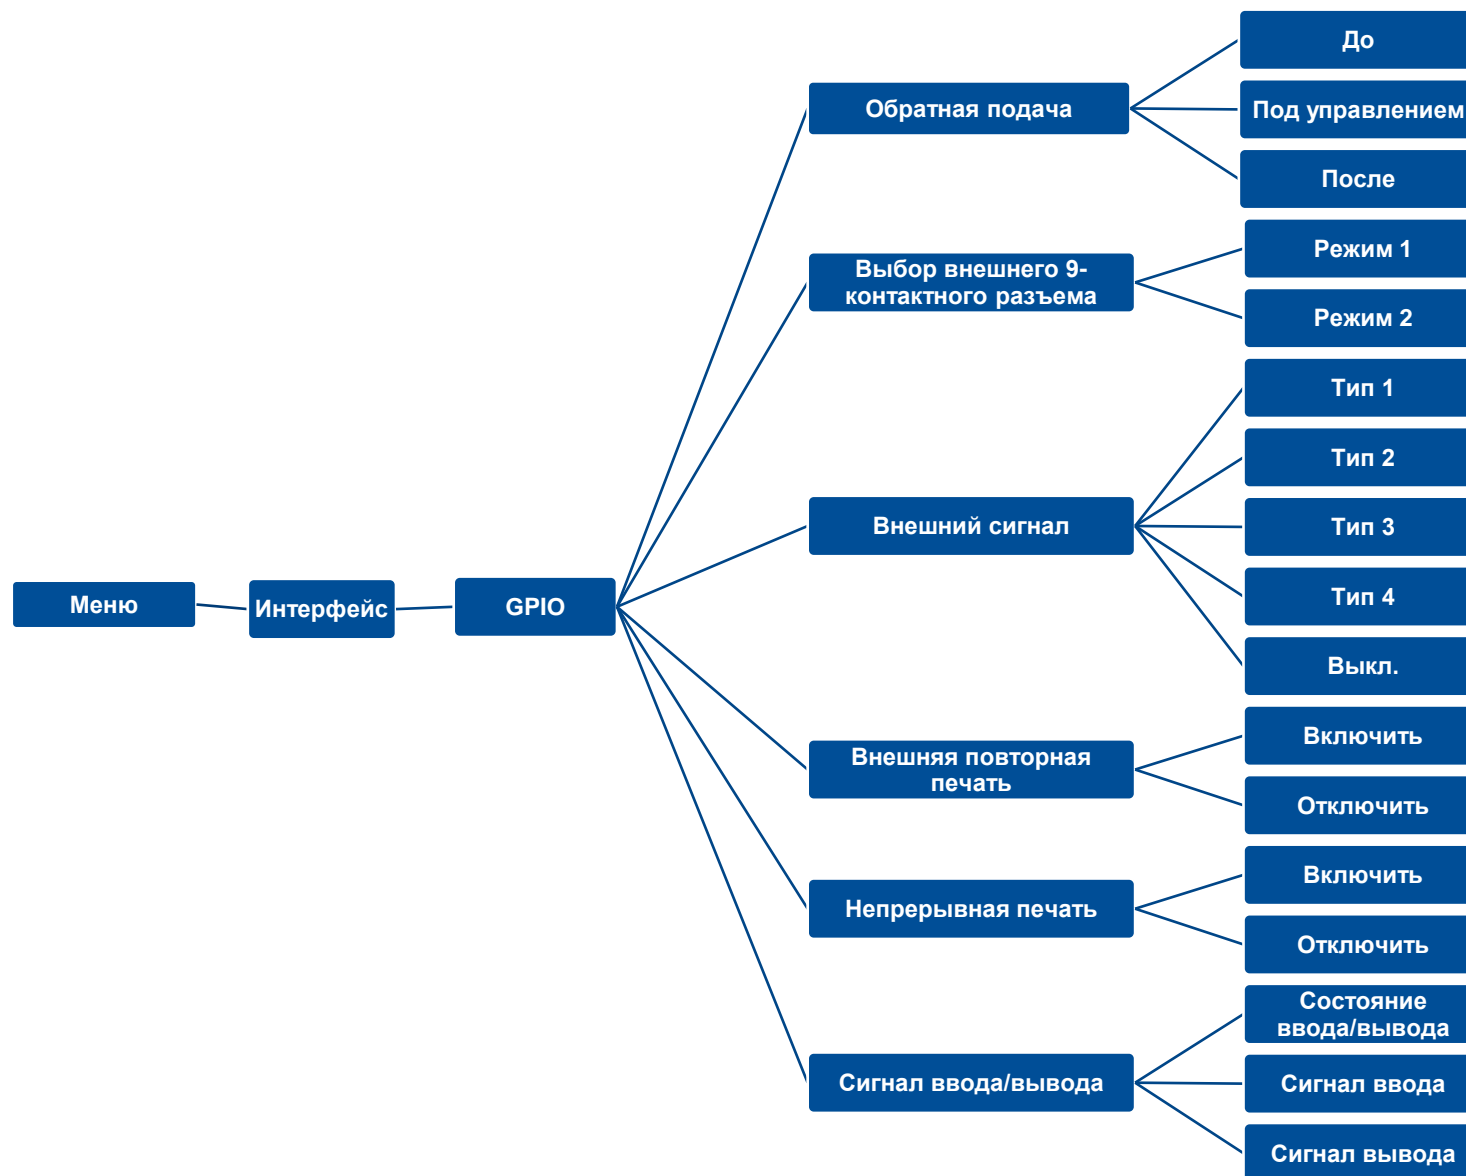 До
Обратная подача
Под управлением
После
Режим 1
Выбор внешнего 9-
контактного разъема
Режим 2
Тип 1
Тип 2
Внешний сигнал
Тип 3
Тип 4
Меню
Интерфейс
GPIO
Выкл.
Включить
Внешняя повторная
печать
Отключить
Включить
Непрерывная печать
Отключить
Состояние
ввода/вывода
Сигнал ввода/вывода
Сигнал ввода
Сигнал вывода